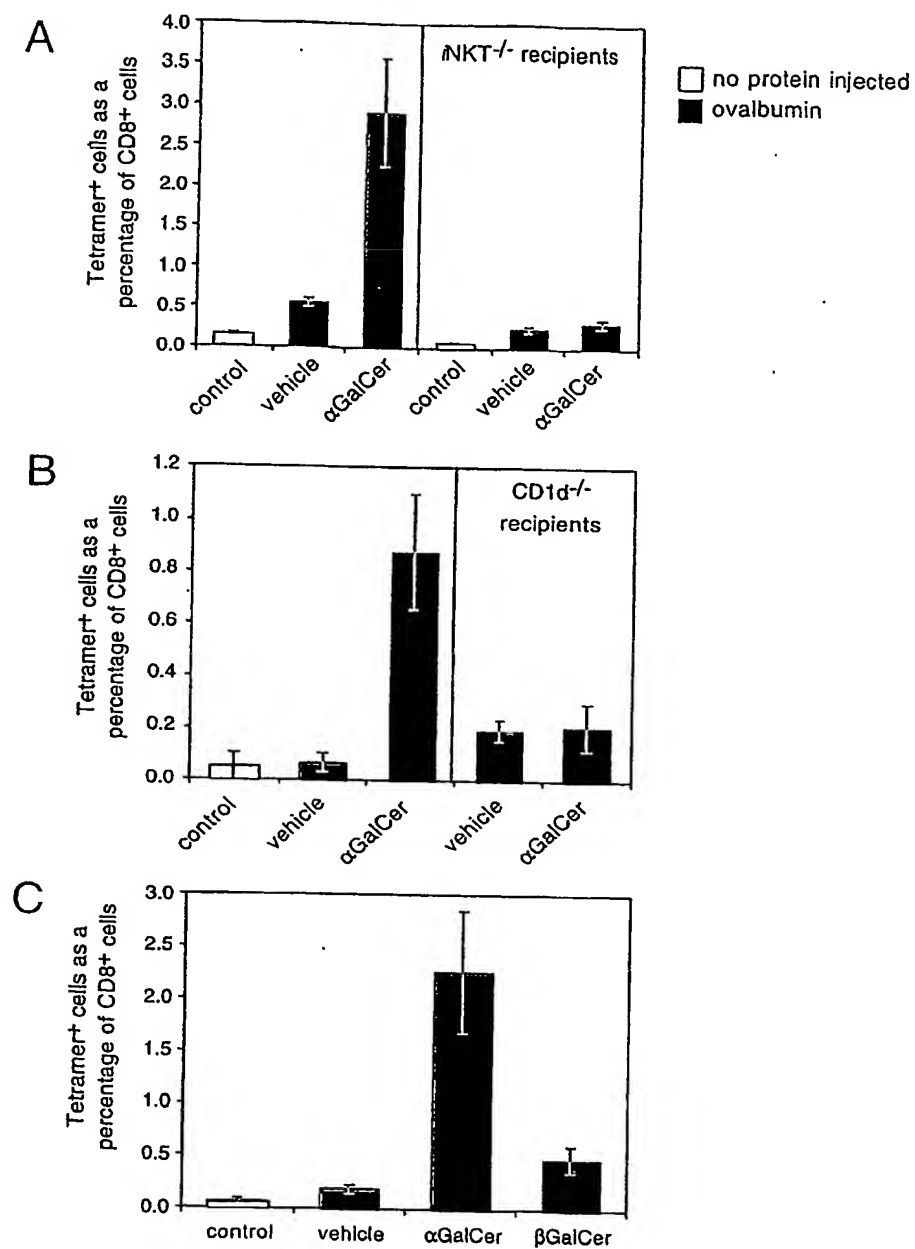 A
Tetramer+ cells as a
percentage of CD8+ cells
4.0
3.5
3.0
2.5
2.0
1.5
1.0
0.5
0.0
iNKT-/- recipients
no protein injected
ovalbumin
control
vehicle
αGalCer
control
vehicle
αGalCer
B
Tetramer+ cells as a
percentage of CD8+ cells
1.2
1.0
0.8
0.6
0.4
0.2
0.0
CD1d-/-
recipients
control
vehicle
αGalCer
vehicle
αGalCer
C
Tetramer+ cells as a
percentage of CD8+ cells
3.0
2.5
2.0
1.5
1.0
0.5
0.0
control
vehicle
αGalCer
βGalCer